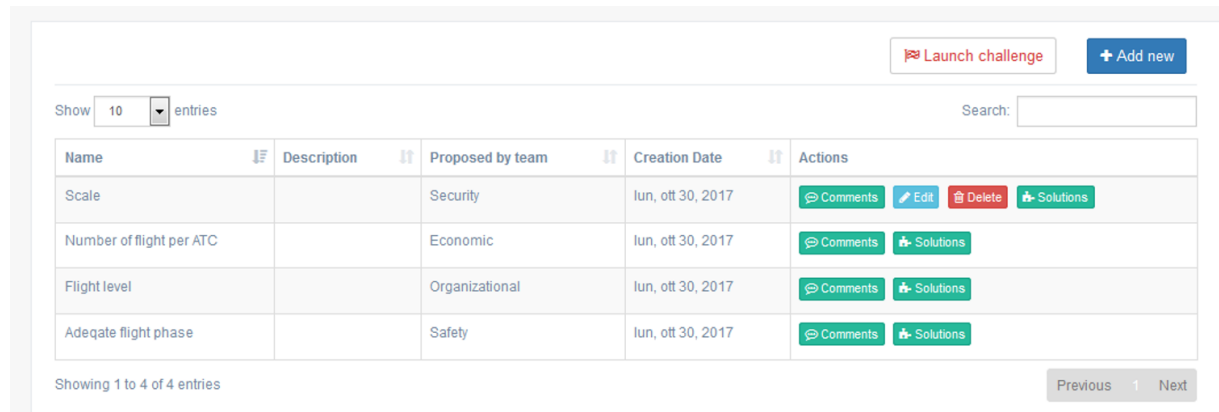 Launch challenge Add new
Show 10 entries Search:
Name Description Proposed by team Creation Date Actions
Scale Security lun, ott 30, 2017 Comments Edit Delete Solutions
Number of flight per ATC Economic lun, ott 30, 2017 Comments Solutions
Flight level Organizational lun, ott 30, 2017 Comments Solutions
Adeqate flight phase Safety lun, ott 30, 2017 Comments Solutions
Showing 1 to 4 of 4 entries Previous 1 Next